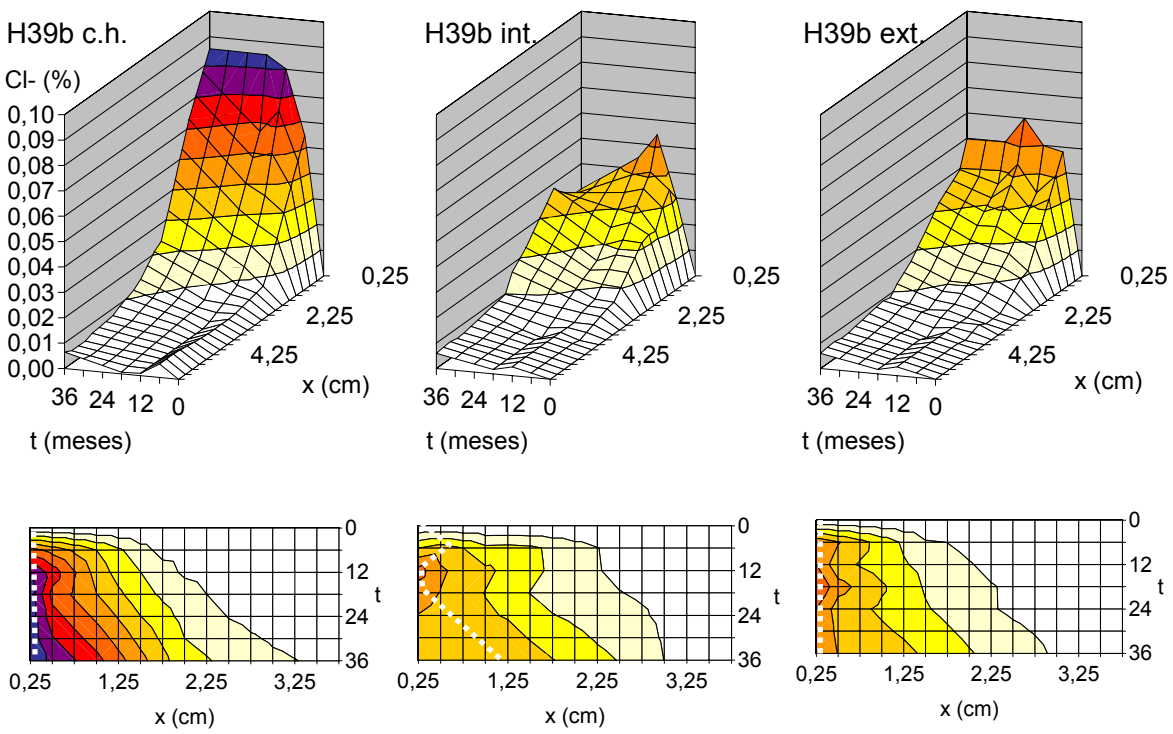 H39b c.h.
H39b int.
H39b ext.
Cl- (%)
0,10
0,09
0,08
0,07
0,06
0,05
0,04
0,03
0,02
0,01
0,00
36 24 12 0
t (meses)
0,25
2,25
4,25
x (cm)
36 24 12 0
t (meses)
0,25
2,25
4,25
x (cm)
36 24 12 0
t (meses)
0,25
2,25
4,25
x (cm)
0
12
t
24
36
0,25 1,25 2,25 3,25
x (cm)
0
12
t
24
36
0,25 1,25 2,25 3,25
x (cm)
0
12
t
24
36
0,25 1,25 2,25 3,25
x (cm)